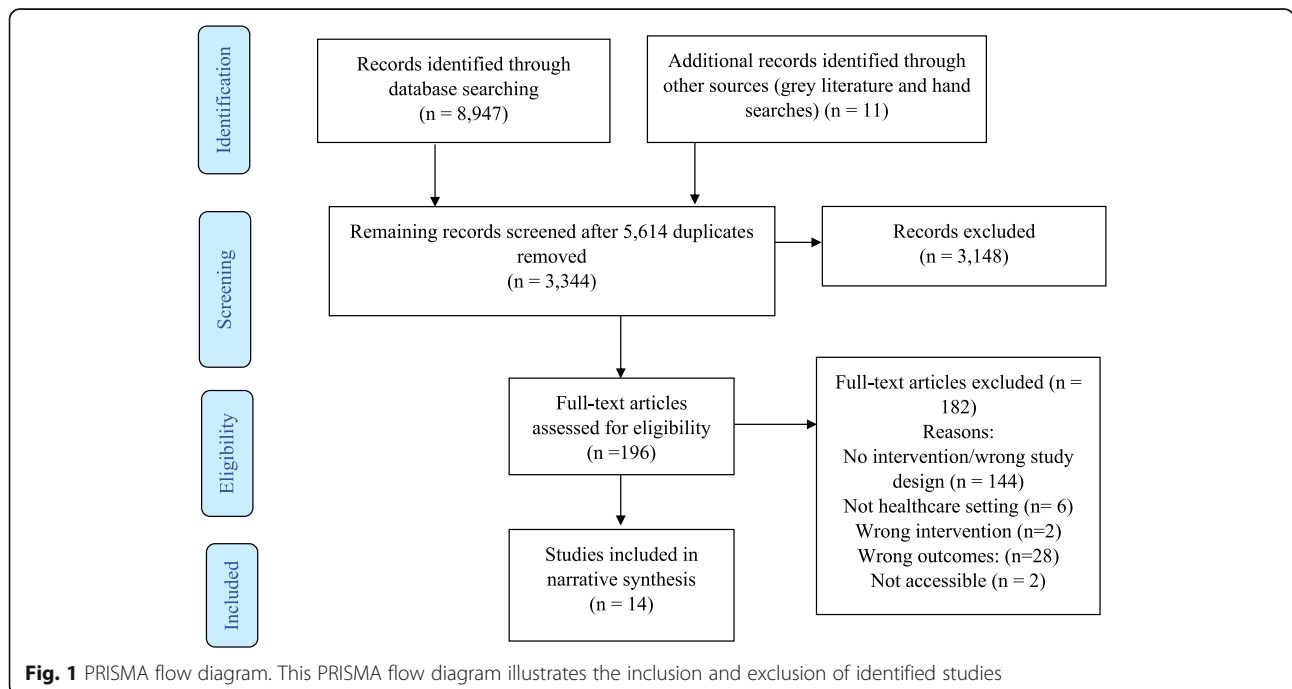 Identification
Records identified through
database searching
(n = 8,947)
Additional records identified through
other sources (grey literature and hand
searches) (n = 11)
Screening
Remaining records screened after 5,614 duplicates
removed
(n = 3,344)
Records excluded
(n = 3,148)
Eligibility
Full-text articles
assessed for eligibility
(n =196)
Full-text articles excluded (n =
182)
Reasons:
No intervention/wrong study
design (n = 144)
Not healthcare setting (n= 6)
Wrong intervention (n=2)
Wrong outcomes: (n=28)
Not accessible (n = 2)
Included
Studies included in
narrative synthesis
(n = 14)
Fig. 1 PRISMA flow diagram. This PRISMA flow diagram illustrates the inclusion and exclusion of identified studies